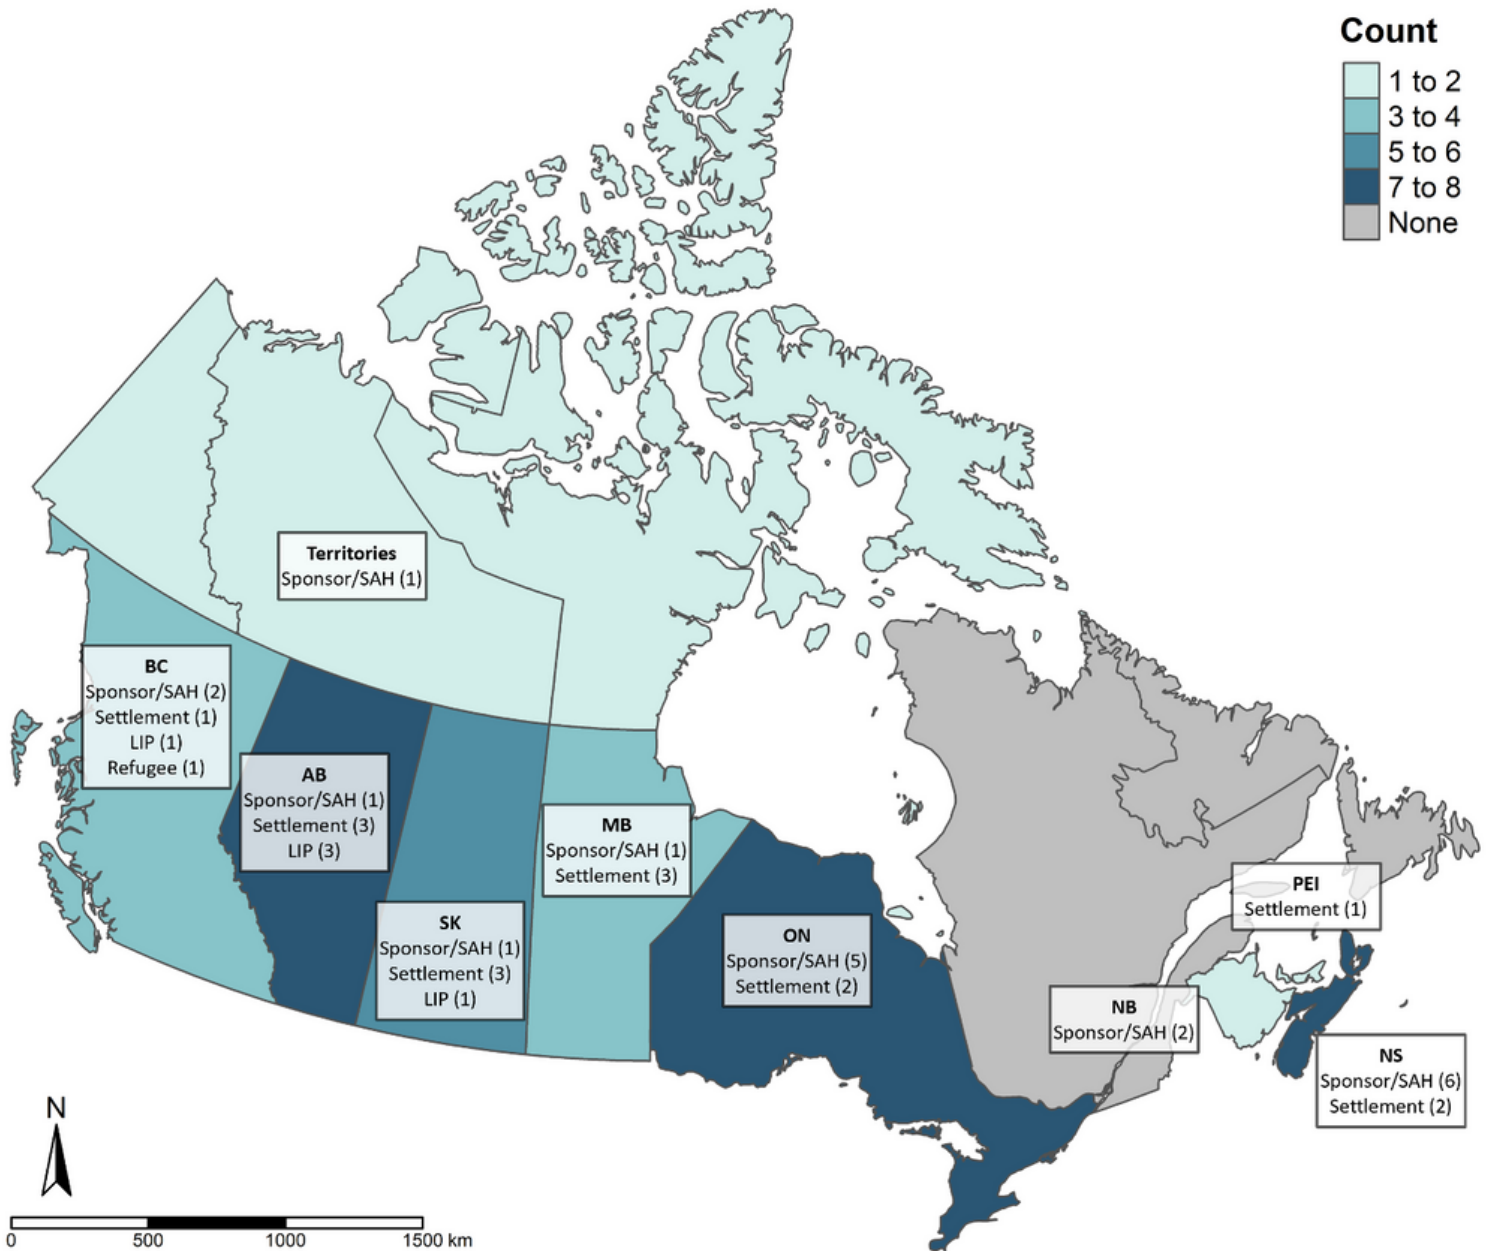 Count
1 to 2
3 to 4
5 to 6
7 to 8
None
Territories
Sponsor/SAH (1)
BC
Sponsor/SAH (2)
Settlement (1)
LIP (1)
Refugee (1)
AB
Sponsor/SAH (1)
Settlement (3)
LIP (3)
SK
Sponsor/SAH (1)
Settlement (3)
LIP (1)
MB
Sponsor/SAH (1)
Settlement (3)
ON
Sponsor/SAH (5)
Settlement (2)
PEI
Settlement (1)
NB
Sponsor/SAH (2)
NS
Sponsor/SAH (6)
Settlement (2)
N
0 500 1000 1500 km